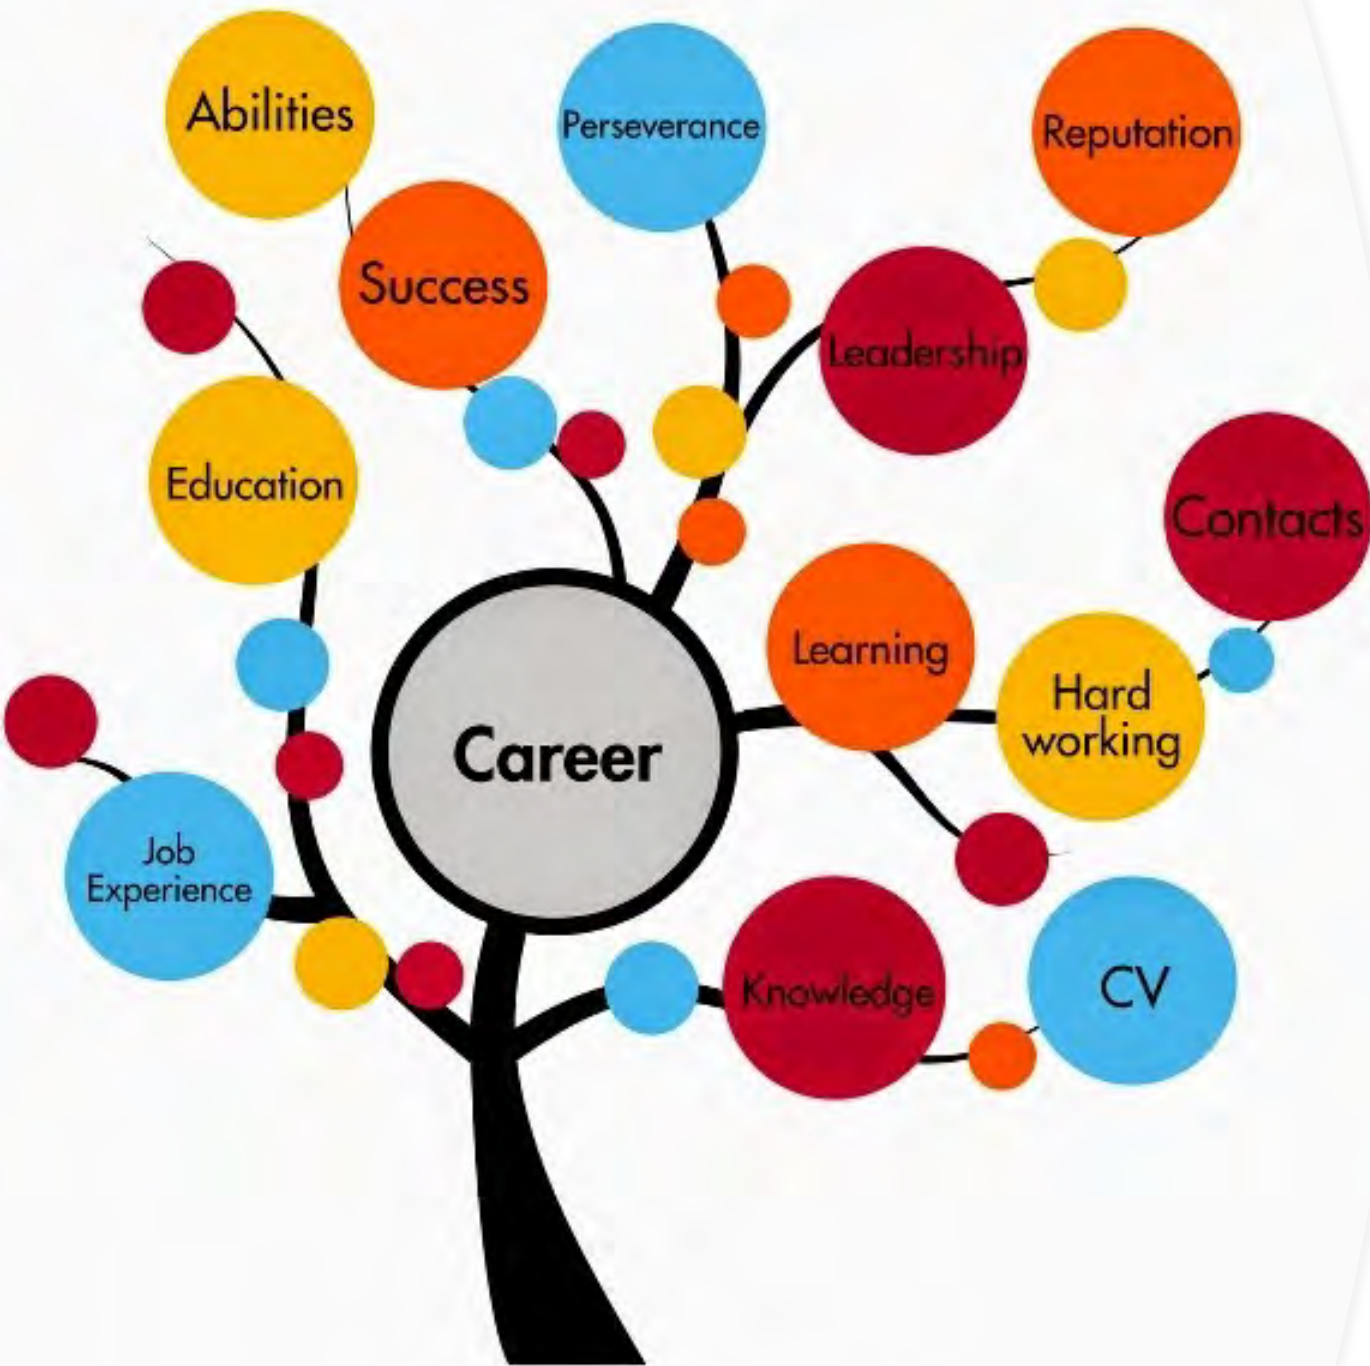 Abilities
Perseverance
Reputation
Success
Leadership
Education
Contacts
Learning
Hard
working
Career
Job
Experience
Knowledge
CV